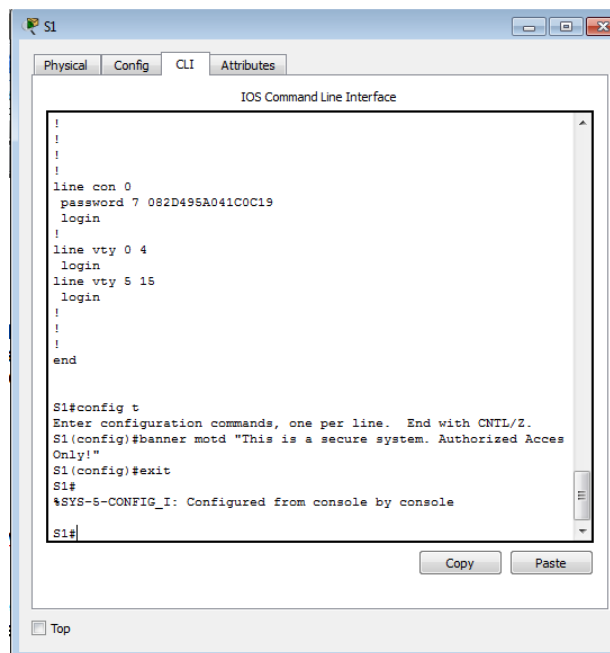 S1
Physical Config CLI Attributes
IOS Command Line Interface
!
!
!
!
line con 0
password 7 082D495A041C0C19
login
!
line vty 0 4
login
line vty 5 15
login
!
!
!
end
S1#config t
Enter configuration commands, one per line. End with CNTL/Z.
S1(config)#banner motd "This is a secure system. Authorized Acces
Only!"
S1(config)#exit
S1#
%SYS-5-CONFIG_I: Configured from console by console
S1#
Copy Paste
Top